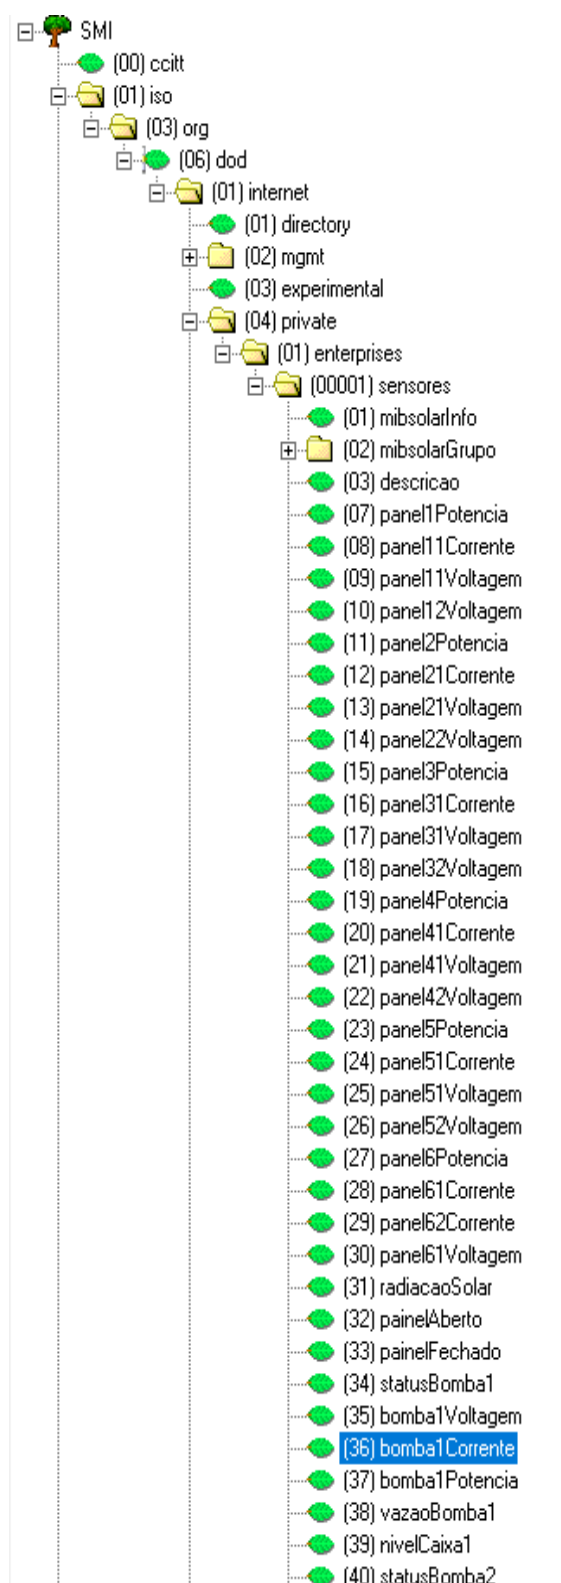 SMI
(00) ccitt
(01) iso
(03) org
(06) dod
(01) internet
(01) directory
(02) mgmt
(03) experimental
(04) private
(01) enterprises
(00001) sensores
(01) mibsolarInfo
(02) mibsolarGrupo
(03) descricao
(07) panel1Potencia
(08) panel11Corrente
(09) panel11Voltagem
(10) panel12Voltagem
(11) panel2Potencia
(12) panel21Corrente
(13) panel21Voltagem
(14) panel22Voltagem
(15) panel3Potencia
(16) panel31Corrente
(17) panel31Voltagem
(18) panel32Voltagem
(19) panel4Potencia
(20) panel41Corrente
(21) panel41Voltagem
(22) panel42Voltagem
(23) panel5Potencia
(24) panel51Corrente
(25) panel51Voltagem
(26) panel52Voltagem
(27) panel6Potencia
(28) panel61Corrente
(29) panel62Corrente
(30) panel61Voltagem
(31) radiacaoSolar
(32) painelAberto
(33) painelFechado
(34) statusBomba1
(35) bomba1Voltagem
(36) bomba1Corrente
(37) bomba1Potencia
(38) vazaoBomba1
(39) nivelCaixa1
(40) statusBomba2